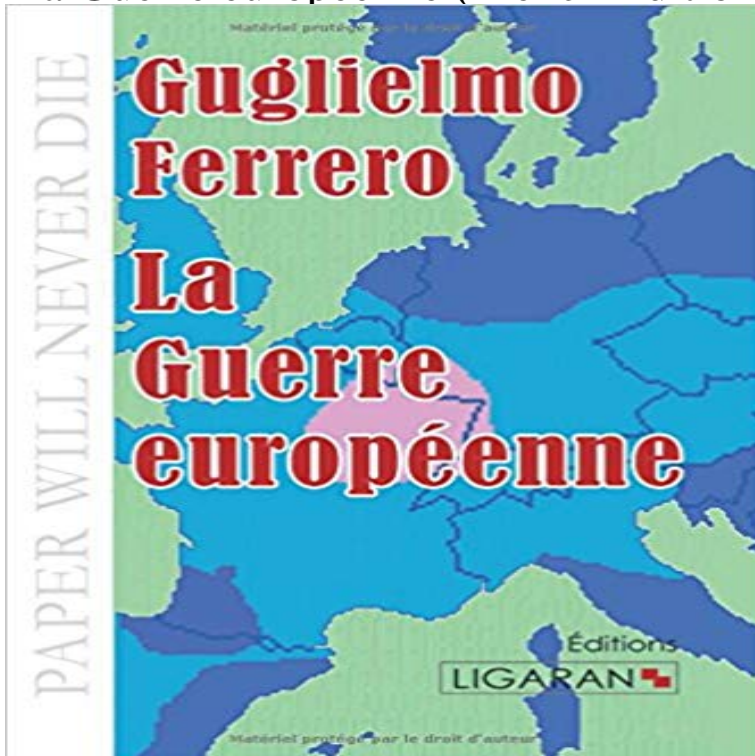 Matériel protégé par le droit d'auteur
PAPER WILL NEVER DIE
Guglielmo
Ferrero
La
Guerre
européenne
Éditions
LIGARAN
Matériel protégé par le droit d'auteur